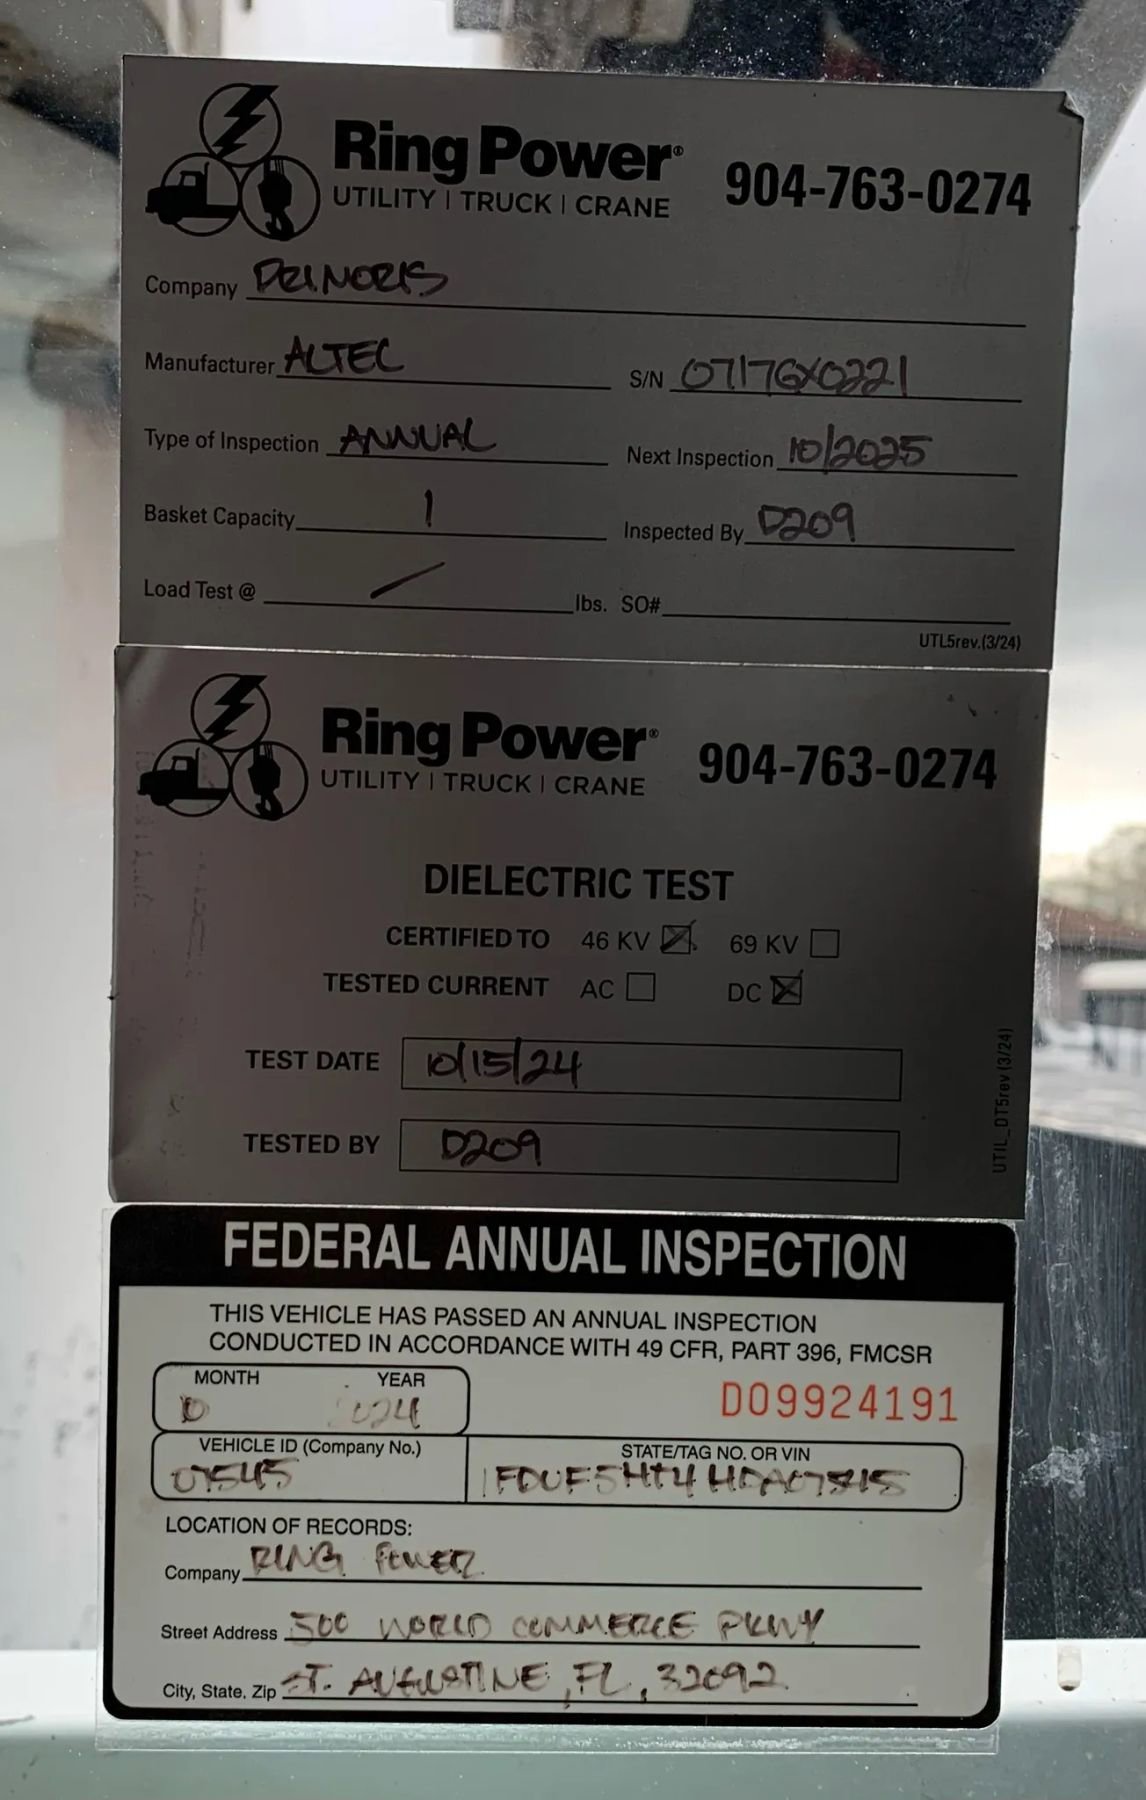 Ring Power® 904-763-0274
UTILITY | TRUCK | CRANE
Company PRIMORIS
Manufacturer ALTEC S/N 0717GX0221
Type of Inspection ANNUAL Next Inspection 10/2025
Basket Capacity 1 Inspected By D209
Load Test @ / lbs. SO#
UTL5rev.(3/24)
Ring Power® 904-763-0274
UTILITY | TRUCK | CRANE
DIELECTRIC TEST
CERTIFIED TO 46 KV 69 KV
TESTED CURRENT AC DC
TEST DATE 10/15/24
TESTED BY D209
UTIL_DT5rev (3/24)
FEDERAL ANNUAL INSPECTION
THIS VEHICLE HAS PASSED AN ANNUAL INSPECTION
CONDUCTED IN ACCORDANCE WITH 49 CFR, PART 396, FMCSR
MONTH YEAR
10 2024
D09924191
VEHICLE ID (Company No.) STATE/TAG NO. OR VIN
07545 1FDUF5HT4HDA07545
LOCATION OF RECORDS:
Company RING POWER
Street Address 500 WORLD COMMERCE PKWY
City, State, Zip ST. AUGUSTINE, FL, 32092